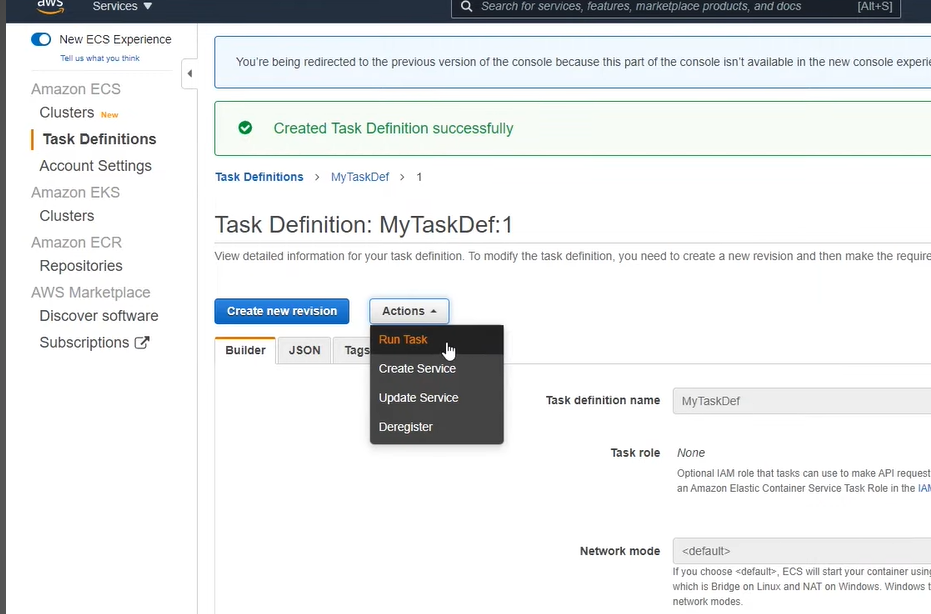 aws
Services
Search for services, features, marketplace products, and docs
[Alt+S]
New ECS Experience
Tell us what you think
Amazon ECS
Clusters New
Task Definitions
Account Settings
Amazon EKS
Clusters
Amazon ECR
Repositories
AWS Marketplace
Discover software
Subscriptions
You're being redirected to the previous version of the console because this part of the console isn't available in the new console experie
Created Task Definition successfully
Task Definitions > MyTaskDef > 1
Task Definition: MyTaskDef:1
View detailed information for your task definition. To modify the task definition, you need to create a new revision and then make the require
Create new revision
Actions
Run Task
Create Service
Update Service
Deregister
Builder
JSON
Tags
Task definition name
MyTaskDef
Task role
None
Optional IAM role that tasks can use to make API request
an Amazon Elastic Container Service Task Role in the IAM
Network mode
<default>
If you choose <default>, ECS will start your container using
which is Bridge on Linux and NAT on Windows. Windows t
network modes.